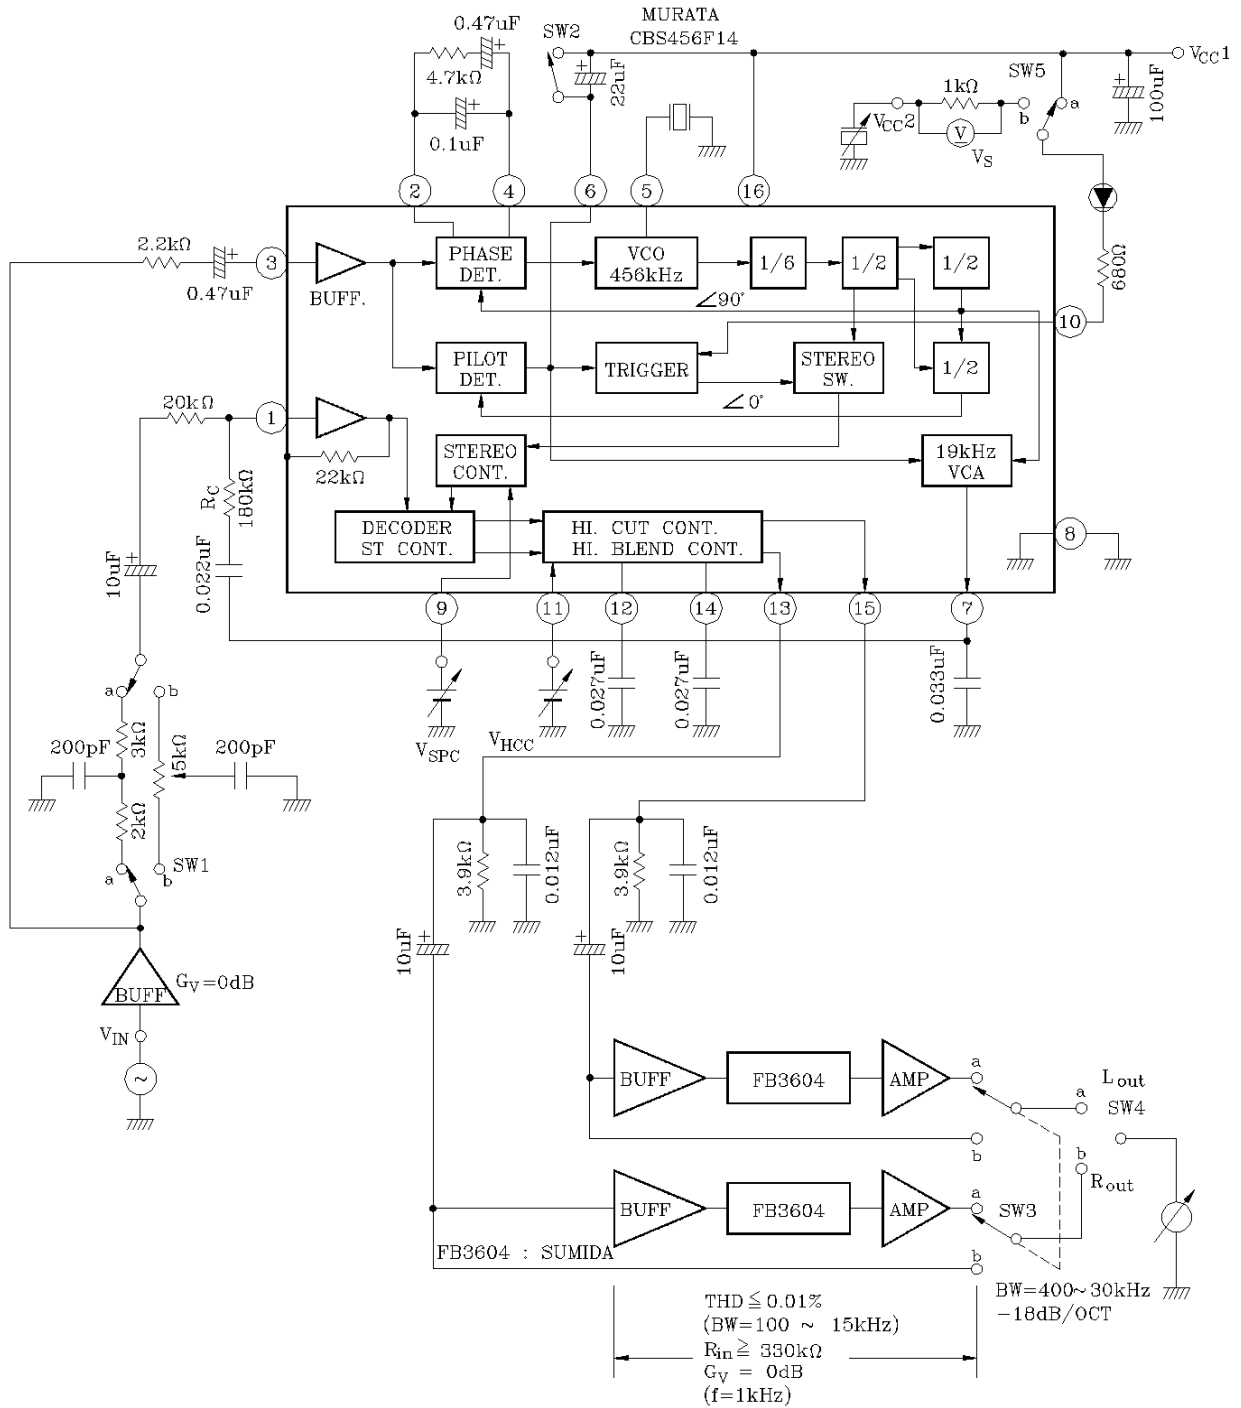 MURATA
CBS456F14
0.47uF
SW2
4.7kΩ
22uF
0.1uF
VCC1
SW5
1kΩ
a
b
VCC2
V
VS
100uF
2
4
6
5
16
2.2kΩ
0.47uF
3
BUFF.
PHASE
DET.
VCO
456kHz
1/6
1/2
1/2
680Ω
∠90°
10
PILOT
DET.
TRIGGER
STEREO
SW.
1/2
∠0°
20kΩ
1
22kΩ
RC
180kΩ
STEREO
CONT.
19kHz
VCA
DECODER
ST CONT.
HI. CUT CONT.
HI. BLEND CONT.
8
10uF
0.022uF
9
11
12
14
13
15
7
0.027uF
0.027uF
0.033uF
VSPC
VHCC
a
b
200pF
3kΩ
5kΩ
200pF
2kΩ
a
b
SW1
3.9kΩ
0.012uF
3.9kΩ
0.012uF
10uF
10uF
BUFF
GV=0dB
VIN
~
BUFF
FB3604
AMP
a
b
Lout
a
SW4
b
Rout
BUFF
FB3604
AMP
a
SW3
b
FB3604 : SUMIDA
BW=400~30kHz
−18dB/OCT
THD≦0.01%
(BW=100 ~ 15kHz)
Rin≧330kΩ
GV = 0dB
(f=1kHz)